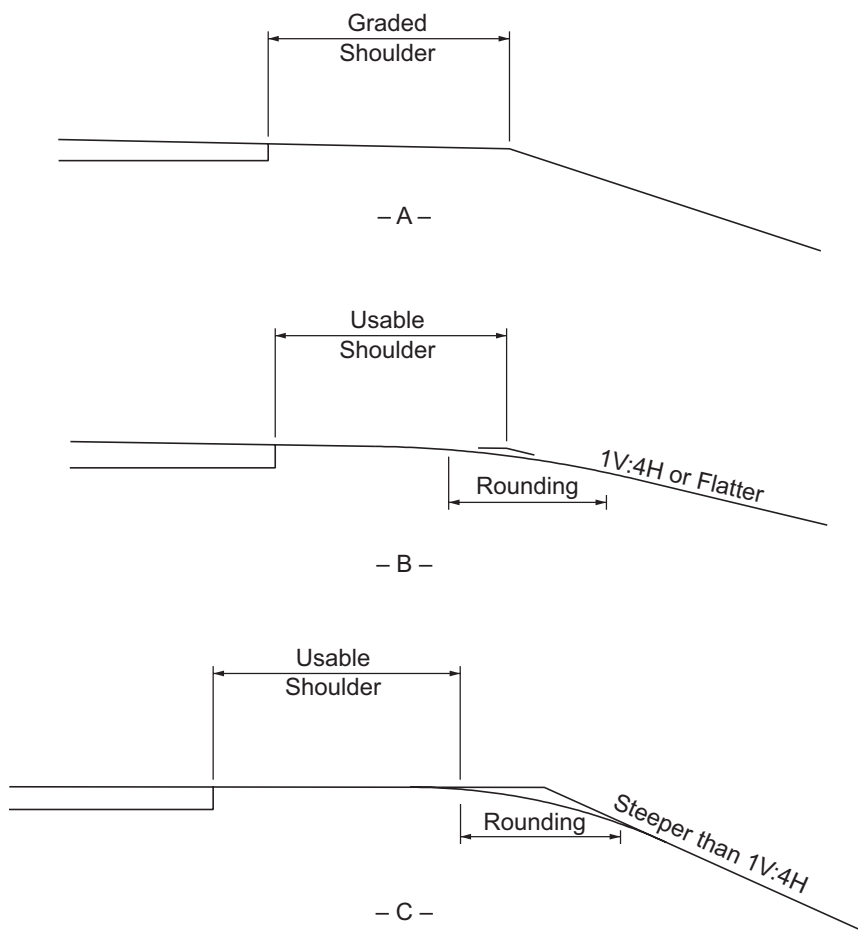 Graded
Shoulder
– A –
Usable
Shoulder
1V:4H or Flatter
Rounding
– B –
Usable
Shoulder
Steeper than 1V:4H
Rounding
– C –